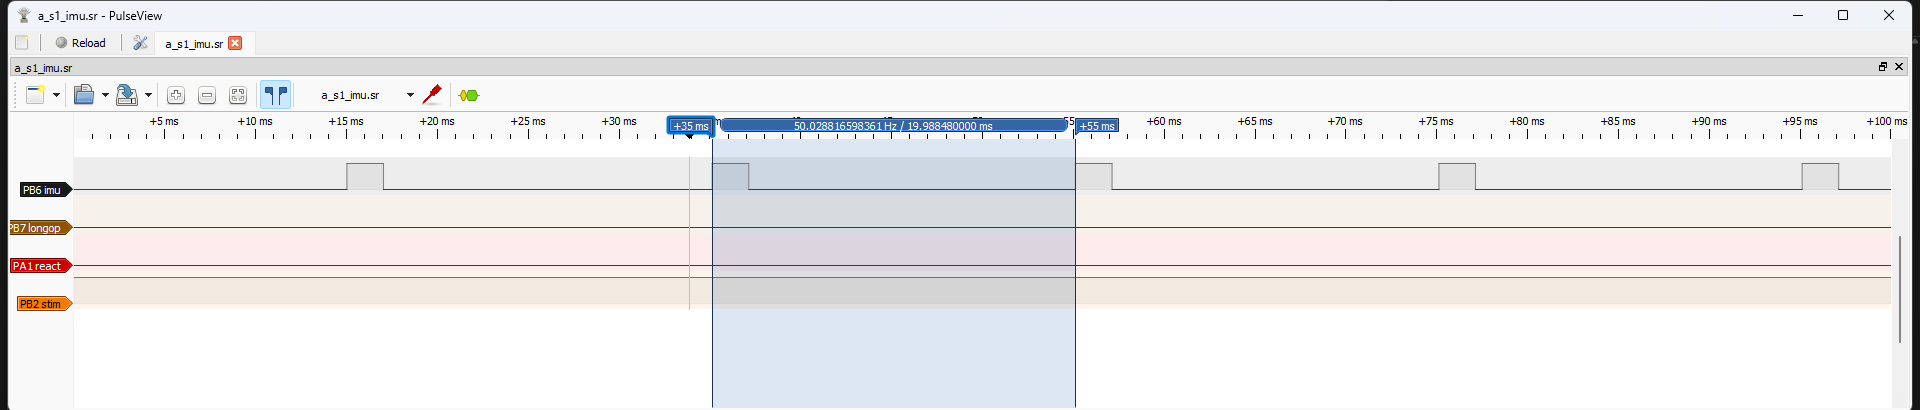 a_s1_imu.sr - PulseView
Reload
a_s1_imu.sr
a_s1_imu.sr
a_s1_imu.sr
+5 ms +10 ms +15 ms +20 ms +25 ms +30 ms +35 ms 50.028816598361 Hz / 19.988480000 ms +55 ms +60 ms +65 ms +70 ms +75 ms +80 ms +85 ms +90 ms +95 ms +100 ms
PB6 imu
PB7 longop
PA1 react
PB2 stim